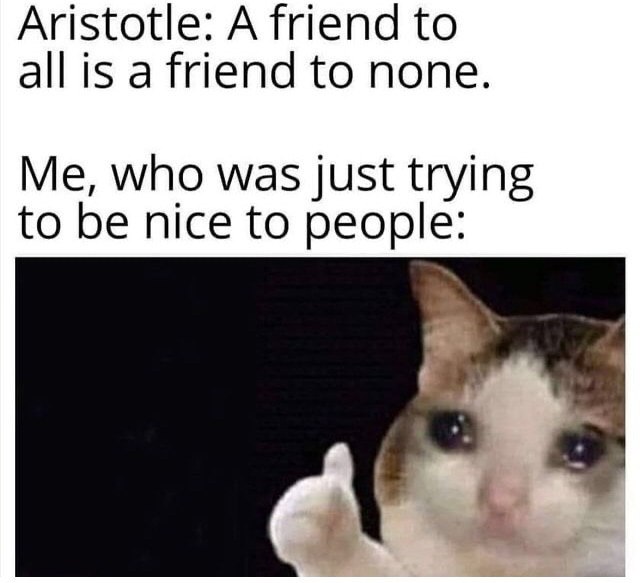 Aristotle: A friend to
all is a friend to none.
Me, who was just trying
to be nice to people: